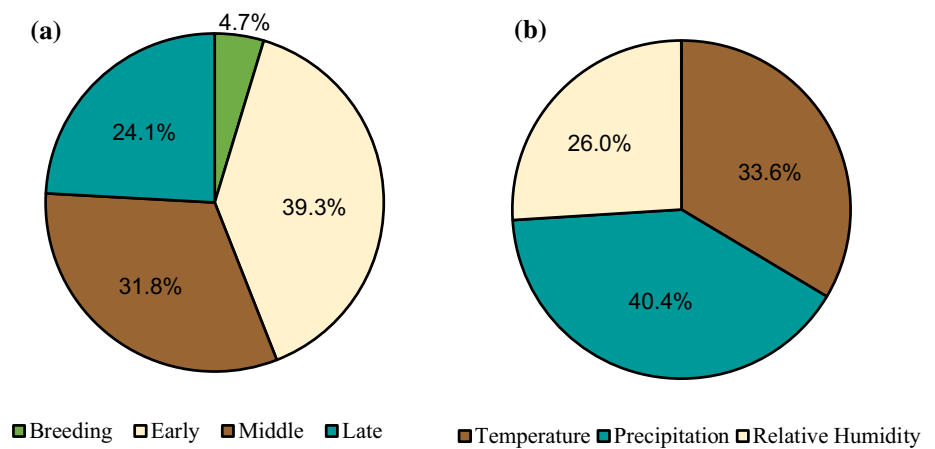 (a)
4.7%
24.1%
39.3%
31.8%
Breeding Early Middle Late
(b)
26.0%
33.6%
40.4%
Temperature Precipitation Relative Humidity